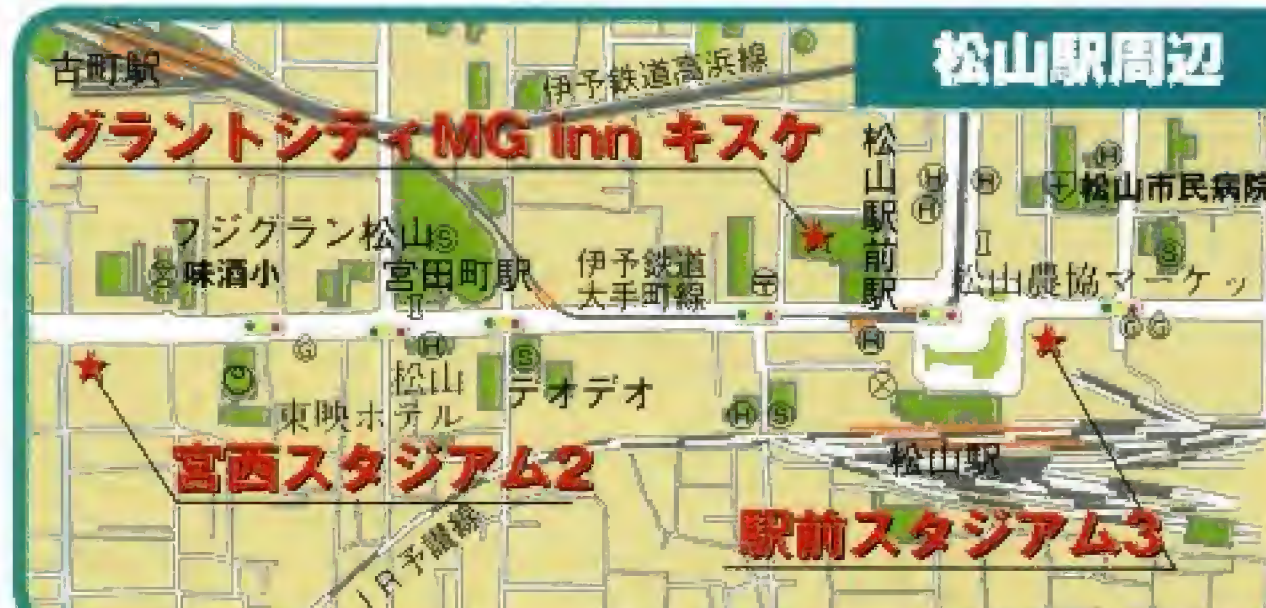 松山駅周辺
古町駅
伊予鉄道高浜線
グラントシティMG inn キスケ
松山駅前駅
松山市民病院
フジグラン松山
味酒小
宮田町駅
伊予鉄道
大手町線
松山農協マーケッ
松山
東映ホテル
デオデオ
宮西スタジアム2
松山駅
駅前スタジアム3
JR予讃線